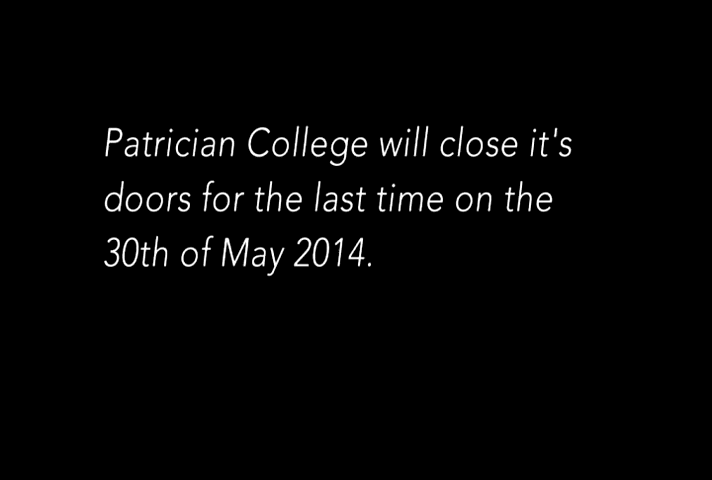 Patrician College will close it's
doors for the last time on the
30th of May 2014.